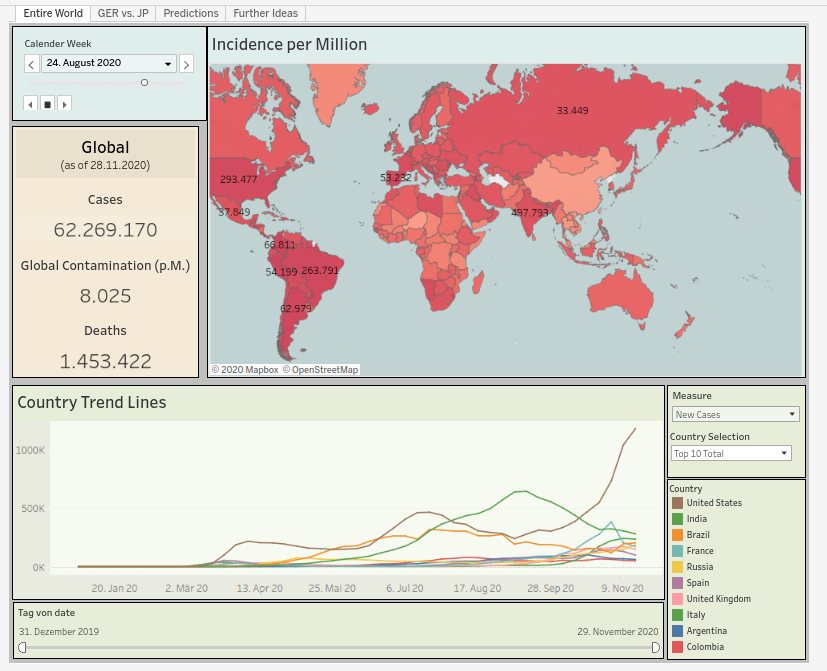 Entire World
GER vs. JP
Predictions
Further Ideas
Calender Week
24. August 2020
Global
(as of 28.11.2020)
Cases
62.269.170
Global Contamination (p.M.)
8.025
Deaths
1.453.422
Incidence per Million
33.449
293.477
53.232
37.849
497.793
66.811
54.199
263.791
62.979
© 2020 Mapbox © OpenStreetMap
Country Trend Lines
1000K
500K
0K
20. Jan 20
2. Mär 20
13. Apr 20
25. Mai 20
6. Jul 20
17. Aug 20
28. Sep 20
9. Nov 20
Measure
New Cases
Country Selection
Top 10 Total
Country
United States
India
Brazil
France
Russia
Spain
United Kingdom
Italy
Argentina
Colombia
Tag von date
31. Dezember 2019
29. November 2020